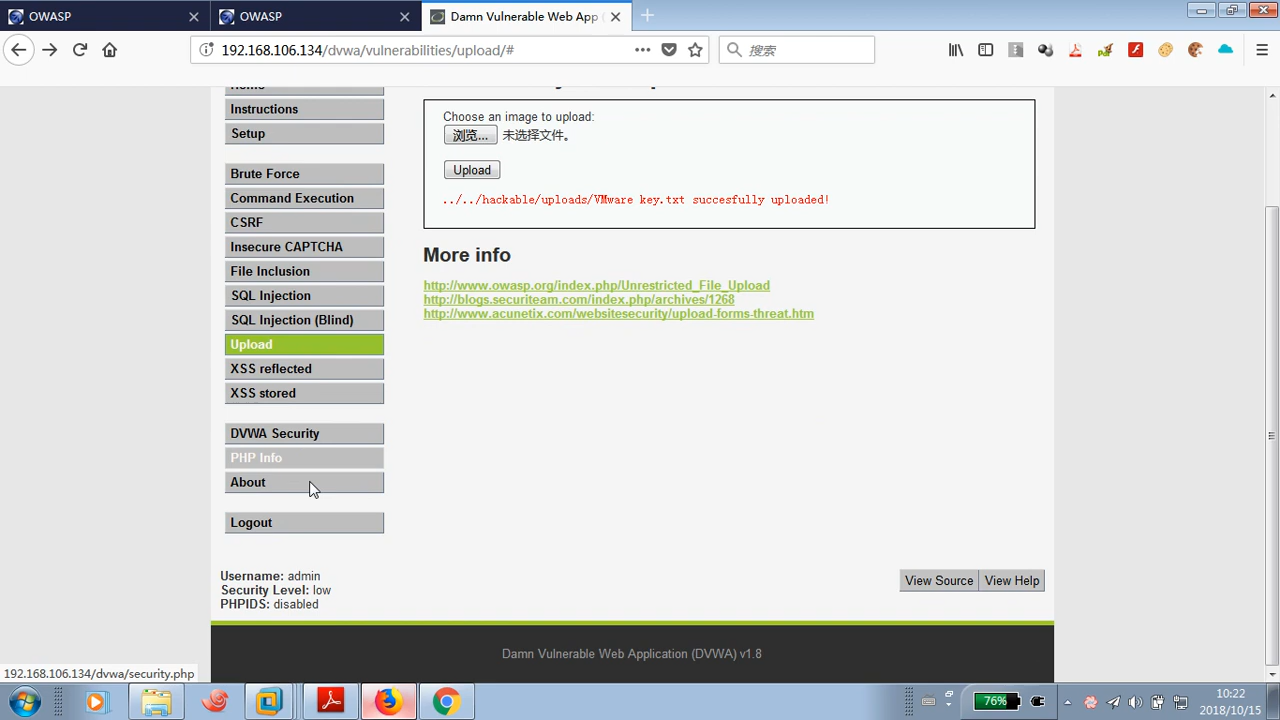 OWASP
OWASP
Damn Vulnerable Web App (
192.168.106.134/dvwa/vulnerabilities/upload/#
搜索
Instructions
Setup
Brute Force
Command Execution
CSRF
Insecure CAPTCHA
File Inclusion
SQL Injection
SQL Injection (Blind)
Upload
XSS reflected
XSS stored
DVWA Security
PHP Info
About
Logout
Choose an image to upload:
浏览... 未选择文件。
Upload
../../hackable/uploads/VMware key.txt succesfully uploaded!
More info
http://www.owasp.org/index.php/Unrestricted_File_Upload
http://blogs.securiteam.com/index.php/archives/1268
http://www.acunetix.com/websitesecurity/upload-forms-threat.htm
Username: admin
Security Level: low
PHPIDS: disabled
View Source View Help
Damn Vulnerable Web Application (DVWA) v1.8
192.168.106.134/dvwa/security.php
76%
10:22
2018/10/15